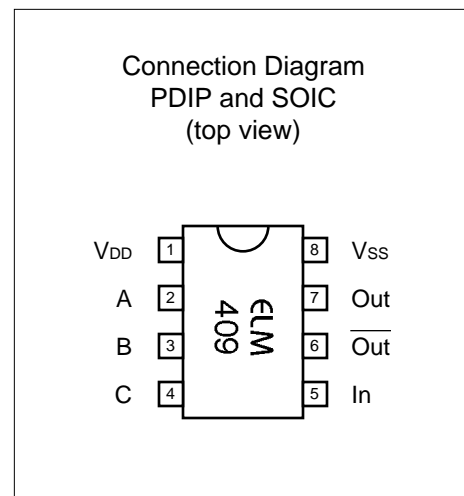 Connection Diagram
PDIP and SOIC
(top view)
VDD 1 8 VSS
A 2 7 Out
B 3 6 O̅u̅t̅
C 4 5 In
ELM
409